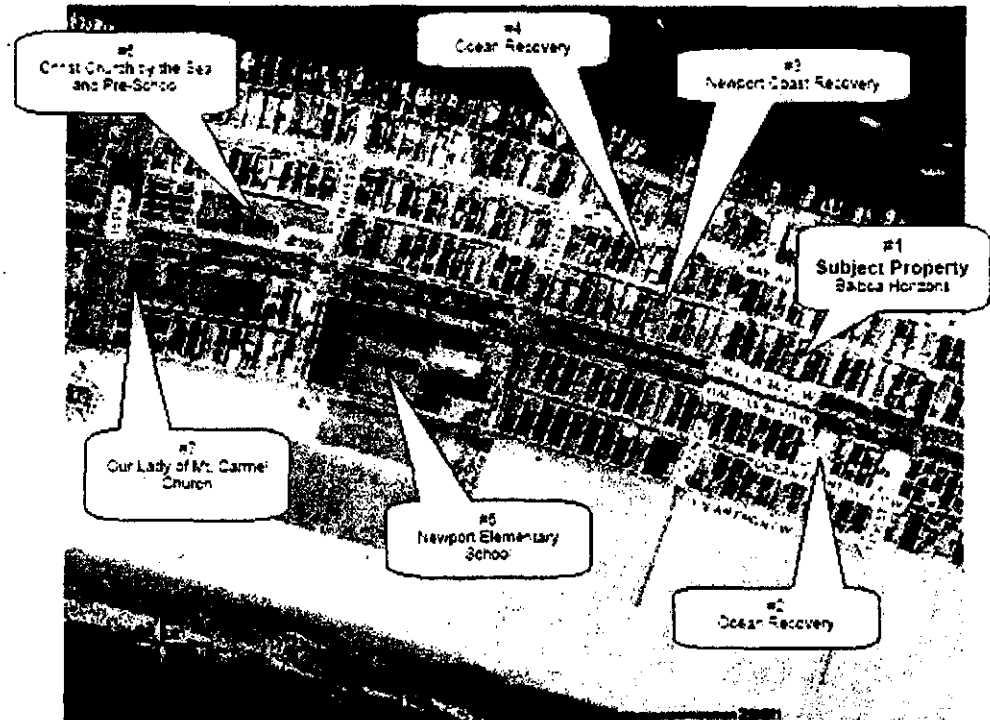 #4
Ocean Recovery
#6
Christ Church by the Sea
and Pre-School
#3
Newport Coast Recovery
#1
Subject Property
Balboa Horizons
#7
Our Lady of Mt. Carmel
Church
#5
Newport Elementary
School
#2
Ocean Recovery